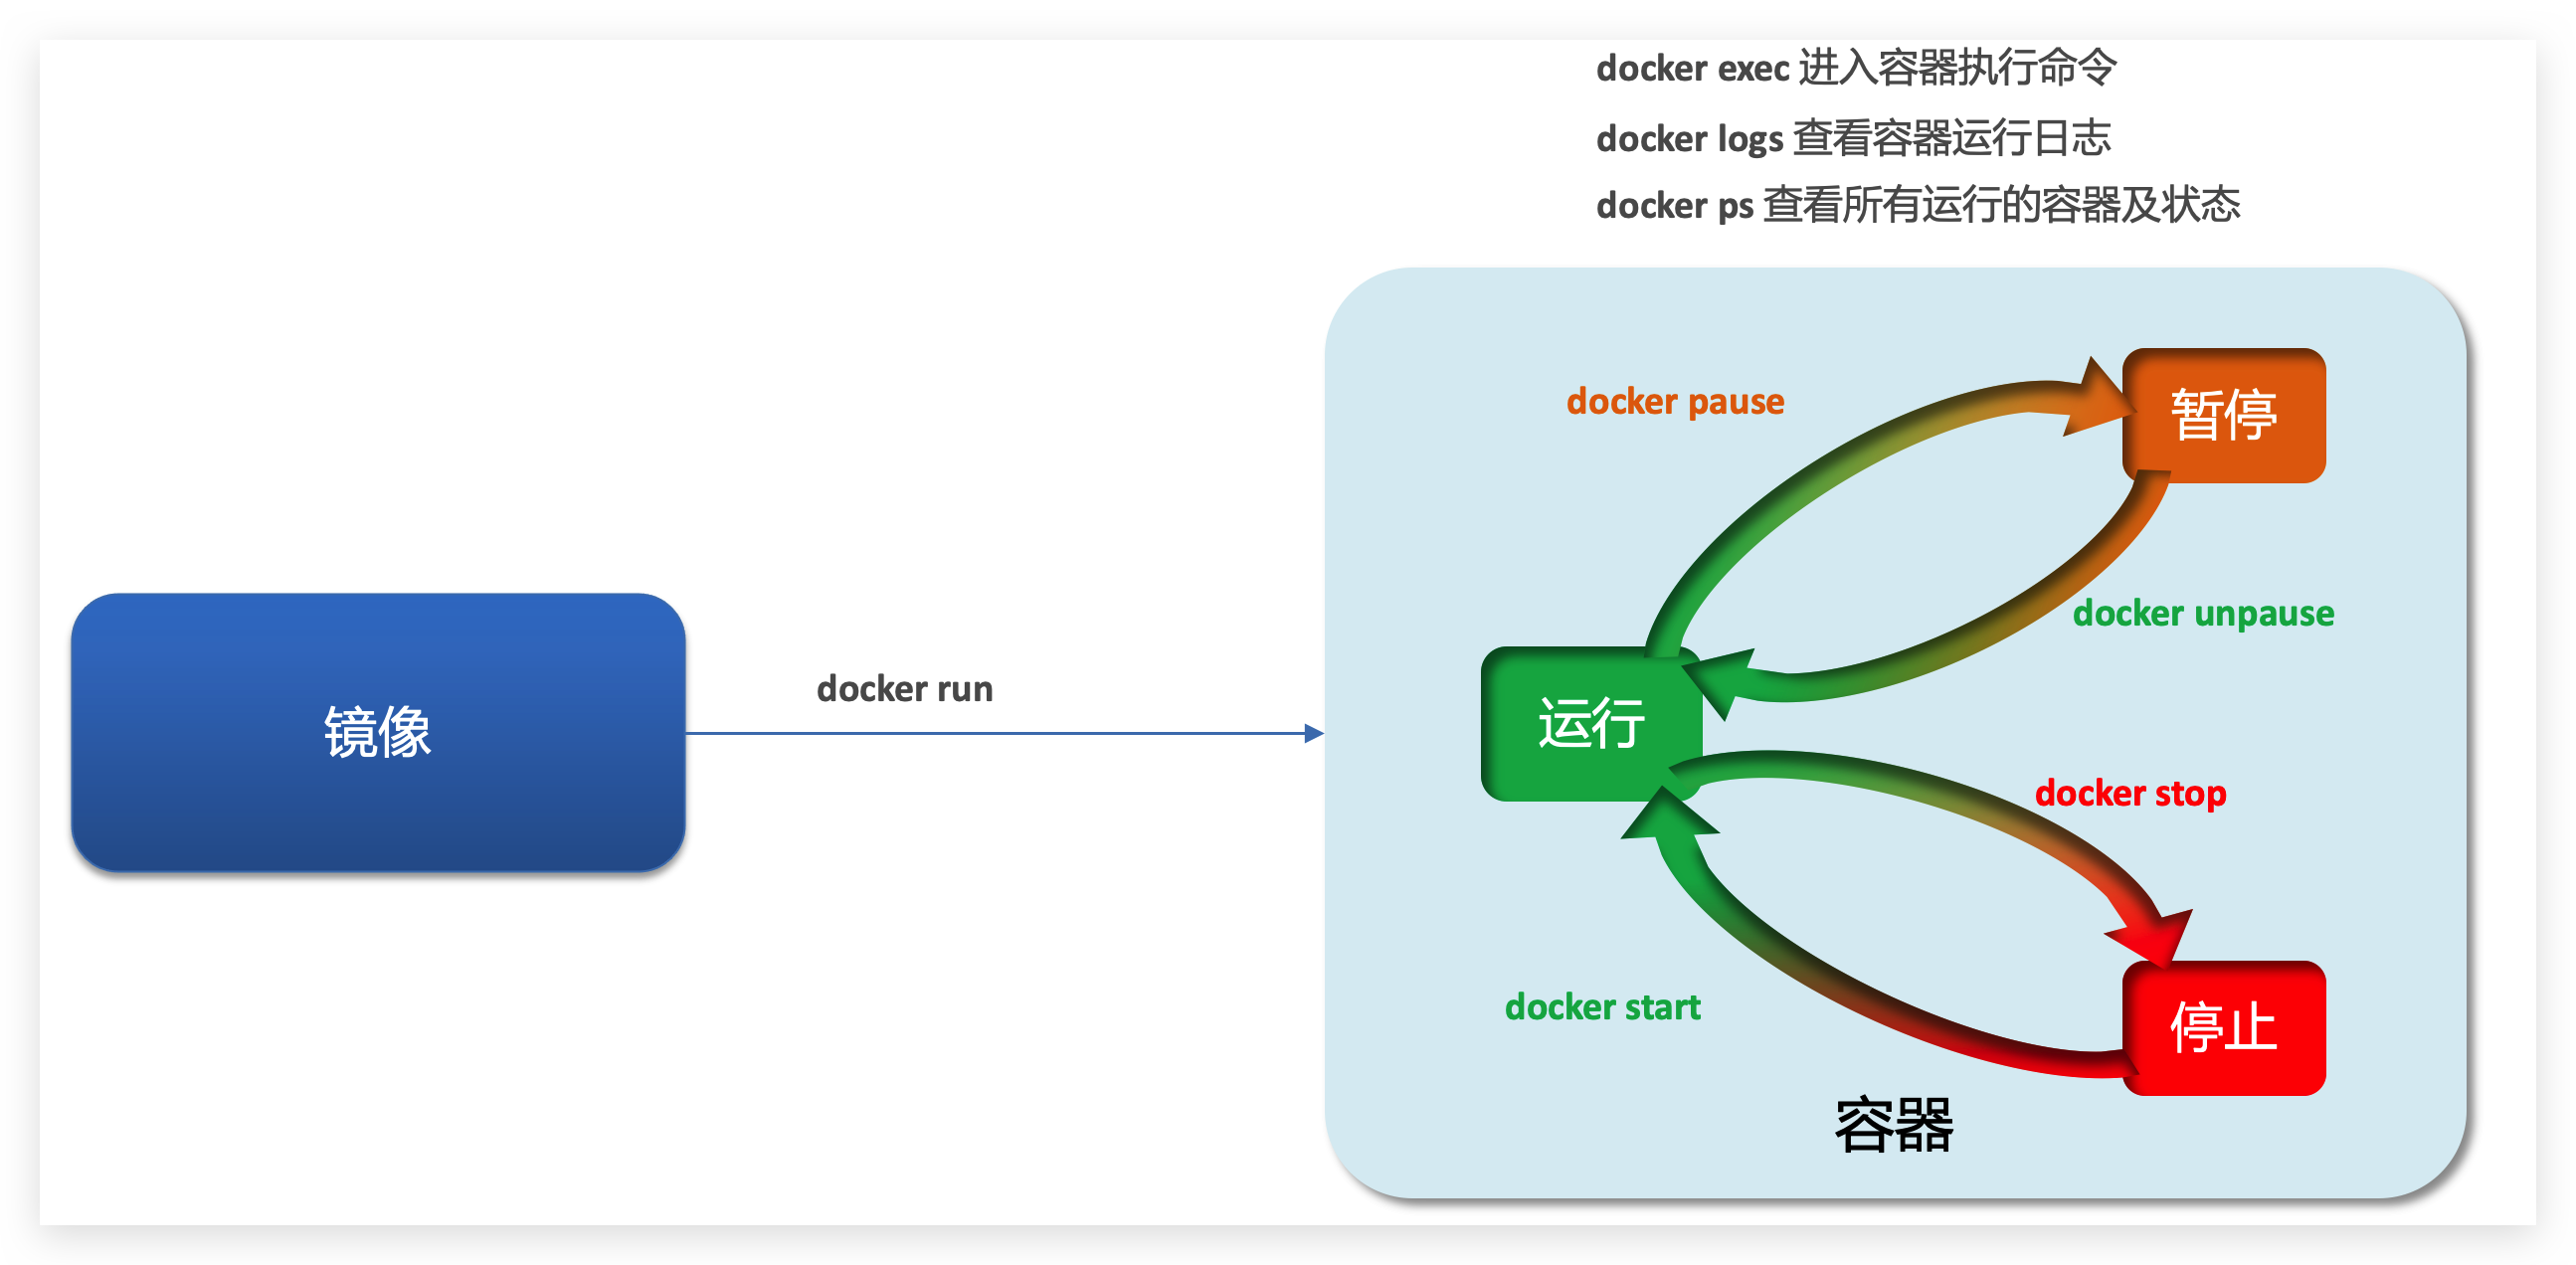 docker exec 进入容器执行命令
docker logs 查看容器运行日志
docker ps 查看所有运行的容器及状态
docker pause
暂停
docker unpause
镜像
docker run
运行
docker stop
docker start
停止
容器